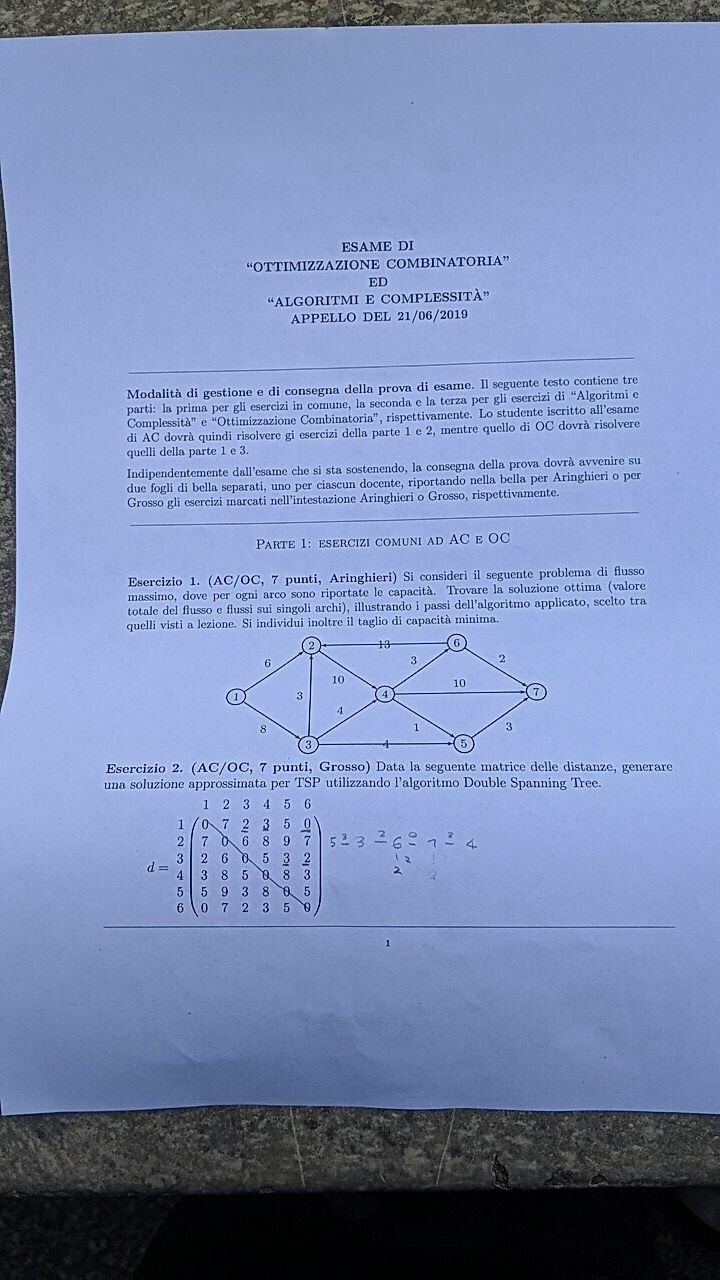 ESAME DI
“OTTIMIZZAZIONE COMBINATORIA”
ED
“ALGORITMI E COMPLESSITÀ”
APPELLO DEL 21/06/2019
Modalità di gestione e di consegna della prova di esame. Il seguente testo contiene tre
parti: la prima per gli esercizi in comune, la seconda e la terza per gli esercizi di “Algoritmi e
Complessità” e “Ottimizzazione Combinatoria”, rispettivamente. Lo studente iscritto all’esame
di AC dovrà quindi risolvere gi esercizi della parte 1 e 2, mentre quello di OC dovrà risolvere
quelli della parte 1 e 3.
Indipendentemente dall’esame che si sta sostenendo, la consegna della prova dovrà avvenire su
due fogli di bella separati, uno per ciascun docente, riportando nella bella per Aringhieri o per
Grosso gli esercizi marcati nell’intestazione Aringhieri o Grosso, rispettivamente.
PARTE 1: ESERCIZI COMUNI AD AC E OC
Esercizio 1. (AC/OC, 7 punti, Aringhieri) Si consideri il seguente problema di flusso
massimo, dove per ogni arco sono riportate le capacità. Trovare la soluzione ottima (valore
totale del flusso e flussi sui singoli archi), illustrando i passi dell’algoritmo applicato, scelto tra
quelli visti a lezione. Si individui inoltre il taglio di capacità minima.
2 13 6
6 3 2
10 10
1 3 4 7
4
8 1 3
3 4 5
Esercizio 2. (AC/OC, 7 punti, Grosso) Data la seguente matrice delle distanze, generare
una soluzione approssimata per TSP utilizzando l’algoritmo Double Spanning Tree.
1 2 3 4 5 6
1 0 7 2 3 5 0
2 7 0 6 8 9 7
3 2 6 0 5 3 2
d =
4 3 8 5 0 8 3
5 5 9 3 8 0 5
6 0 7 2 3 5 0
5 3 3 2 6 0 1 3 4
1